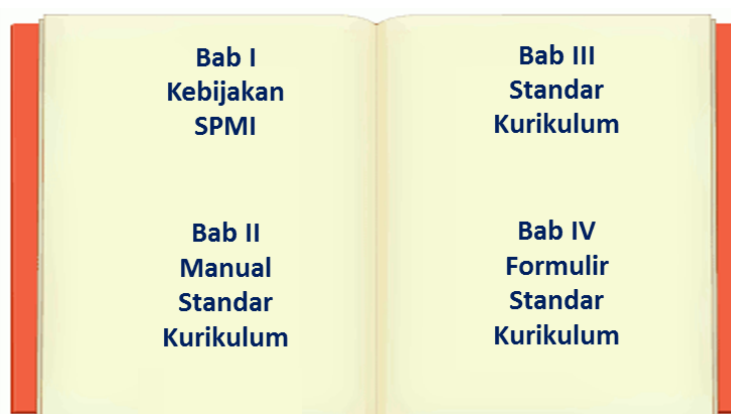 Bab I
Kebijakan
SPMI
Bab II
Manual
Standar
Kurikulum
Bab III
Standar
Kurikulum
Bab IV
Formulir
Standar
Kurikulum